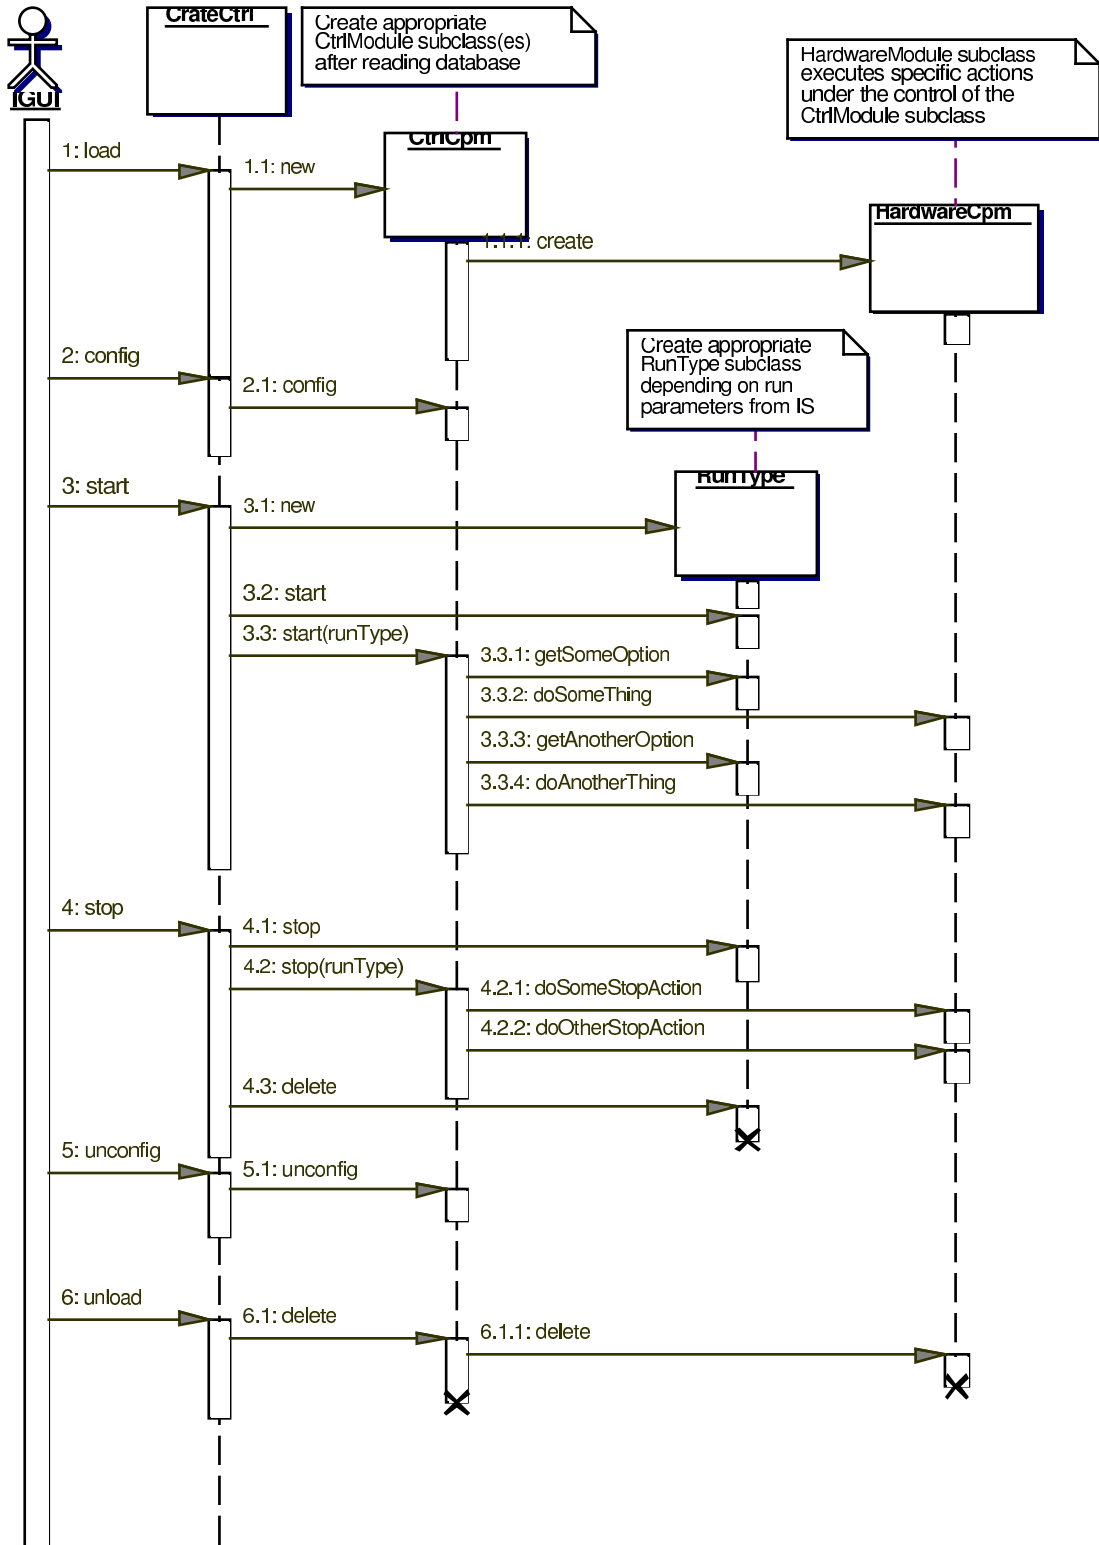 CrateCtrl
Create appropriate
CtrlModule subclass(es)
after reading database
HardwareModule subclass
executes specific actions
under the control of the
CtrlModule subclass
IGUI
CtrlCpm
1: load
1.1: new
HardwareCpm
1.1.1: create
Create appropriate
RunType subclass
depending on run
parameters from IS
2: config
2.1: config
RunType
3: start
3.1: new
3.2: start
3.3: start(runType)
3.3.1: getSomeOption
3.3.2: doSomeThing
3.3.3: getAnotherOption
3.3.4: doAnotherThing
4: stop
4.1: stop
4.2: stop(runType)
4.2.1: doSomeStopAction
4.2.2: doOtherStopAction
4.3: delete
5: unconfig
5.1: unconfig
6: unload
6.1: delete
6.1.1: delete